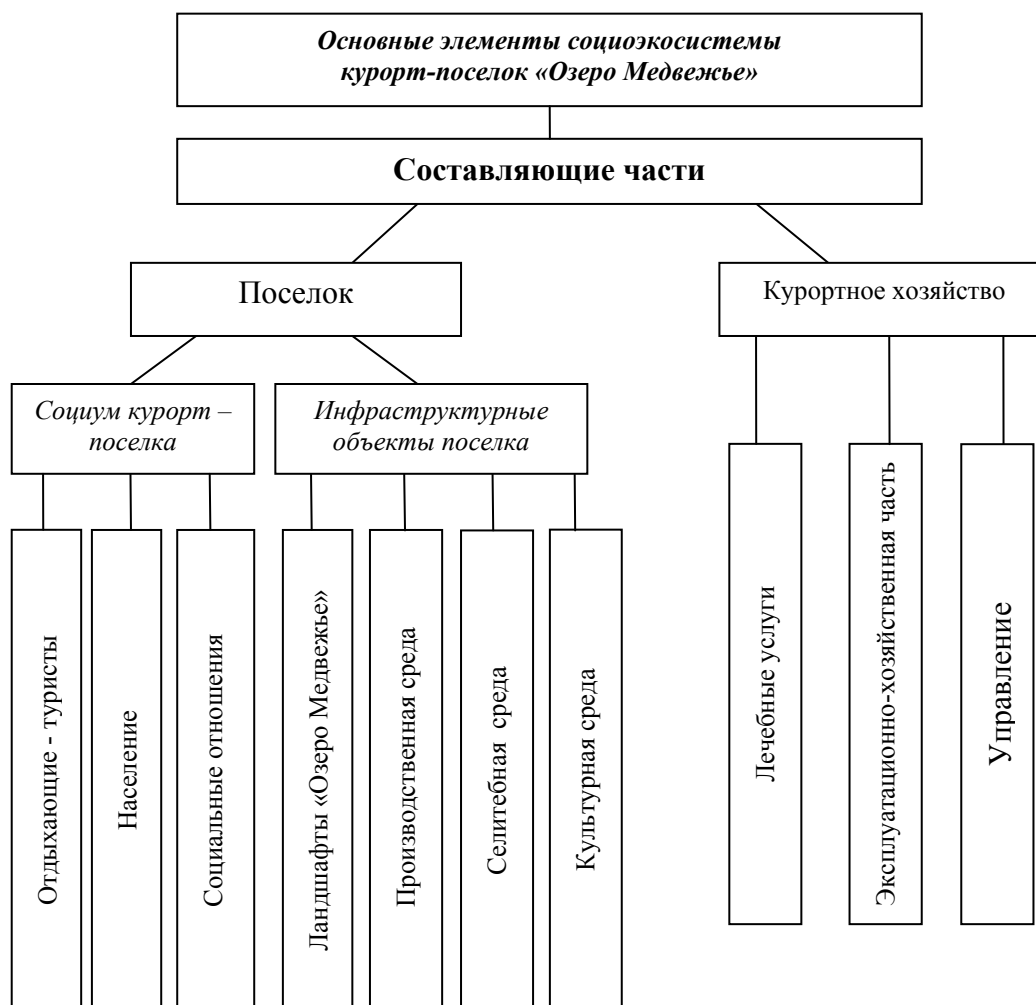 Основные элементы социоэкосистемы
курорт-поселок «Озеро Медвежье»
Составляющие части
Поселок
Курортное хозяйство
Социум курорт –
поселка
Инфраструктурные
объекты поселка
Отдыхающие - туристы
Население
Социальные отношения
Ландшафты «Озеро Медвежье»
Производственная среда
Селитебная среда
Культурная среда
Лечебные услуги
Эксплуатационно-хозяйственная часть
Управление